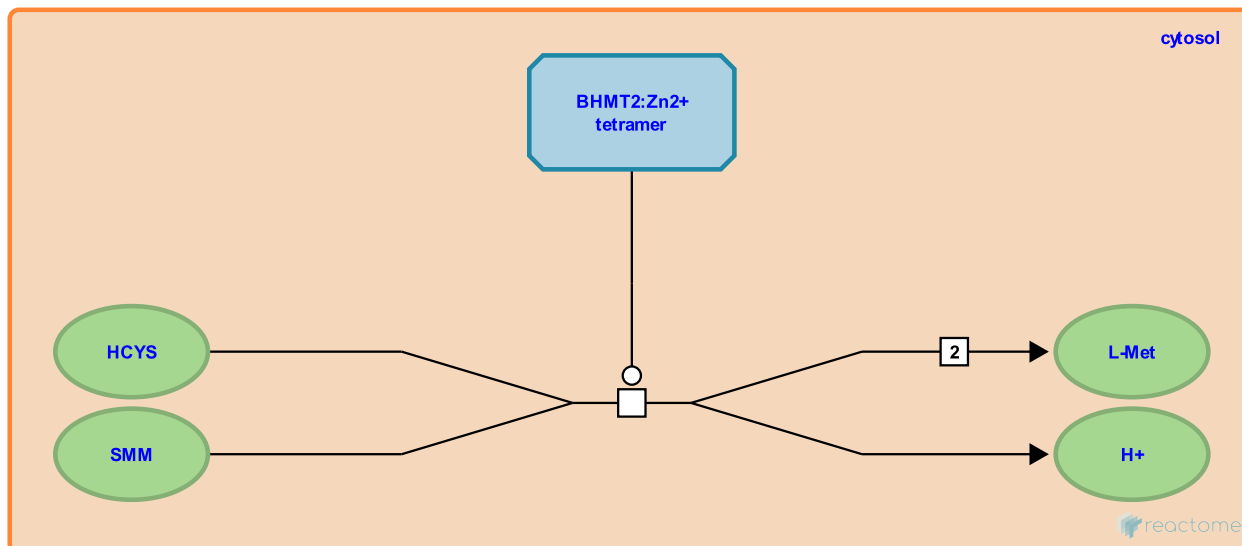 cytosol
BHMT2:Zn2+
tetramer
HCYS
2
L-Met
SMM
H+
reactome